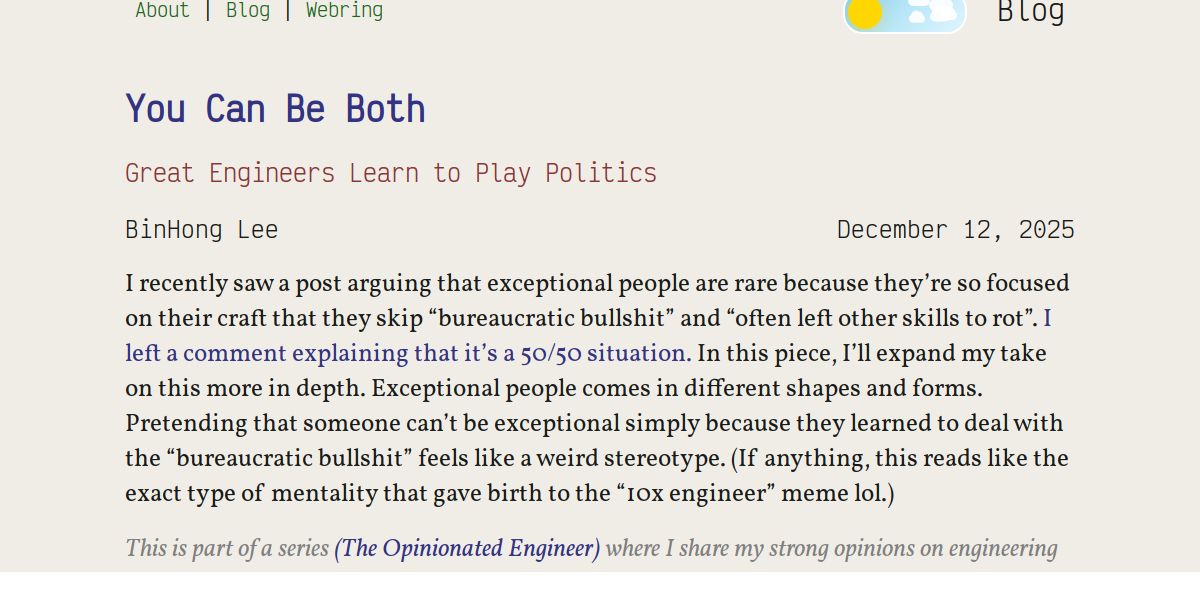 About | Blog | Webring
Blog
You Can Be Both
Great Engineers Learn to Play Politics
BinHong Lee
December 12, 2025
I recently saw a post arguing that exceptional people are rare because they’re so focused
on their craft that they skip “bureaucratic bullshit” and “often left other skills to rot”. I
left a comment explaining that it’s a 50/50 situation. In this piece, I’ll expand my take
on this more in depth. Exceptional people comes in different shapes and forms.
Pretending that someone can’t be exceptional simply because they learned to deal with
the “bureaucratic bullshit” feels like a weird stereotype. (If anything, this reads like the
exact type of mentality that gave birth to the “10x engineer” meme lol.)
This is part of a series (The Opinionated Engineer) where I share my strong opinions on engineering